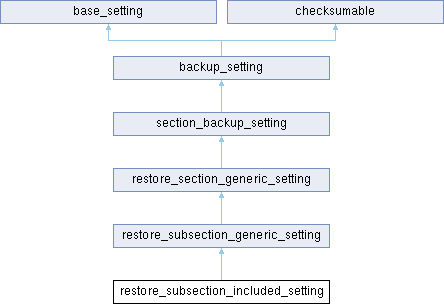 base_setting
checksumable
backup_setting
section_backup_setting
restore_section_generic_setting
restore_subsection_generic_setting
restore_subsection_included_setting